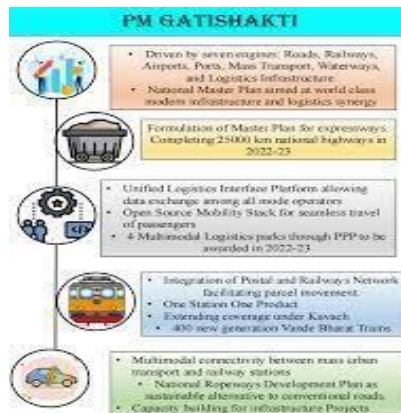 PM GATISHAKTI
• Driven by seven engines: Roads, Railways,
Airports, Ports, Mass Transport, Waterways,
and Logistics Infrastructure
• National Master Plan aimed at world class
modern infrastructure and logistics synergy
Formulation of Master Plan for expressways.
Completing 25000 km national highways in
2022-23
• Unified Logistics Interface Platform allowing
data exchange among all mode operators
• Open Source Mobility Stack for seamless travel
of passengers
• 4 Multimodal Logistics parks through PPP to be
awarded in 2022-23
• Integration of Postal and Railways Network
facilitating parcel movement.
• One Station One Product
• Extending coverage under Kavach
• 400 new generation Vande Bharat Trains
• Multimodal connectivity between mass urban
transport and railway stations
• National Ropeways Development Plan as
sustainable alternative to conventional roads.
• Capacity building for infrastructure Projects